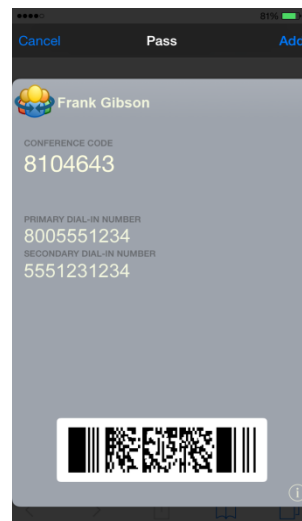 81%
Cancel
Pass
Add
Frank Gibson
CONFERENCE CODE
8104643
PRIMARY DIAL-IN NUMBER
8005551234
SECONDARY DIAL-IN NUMBER
5551231234
i